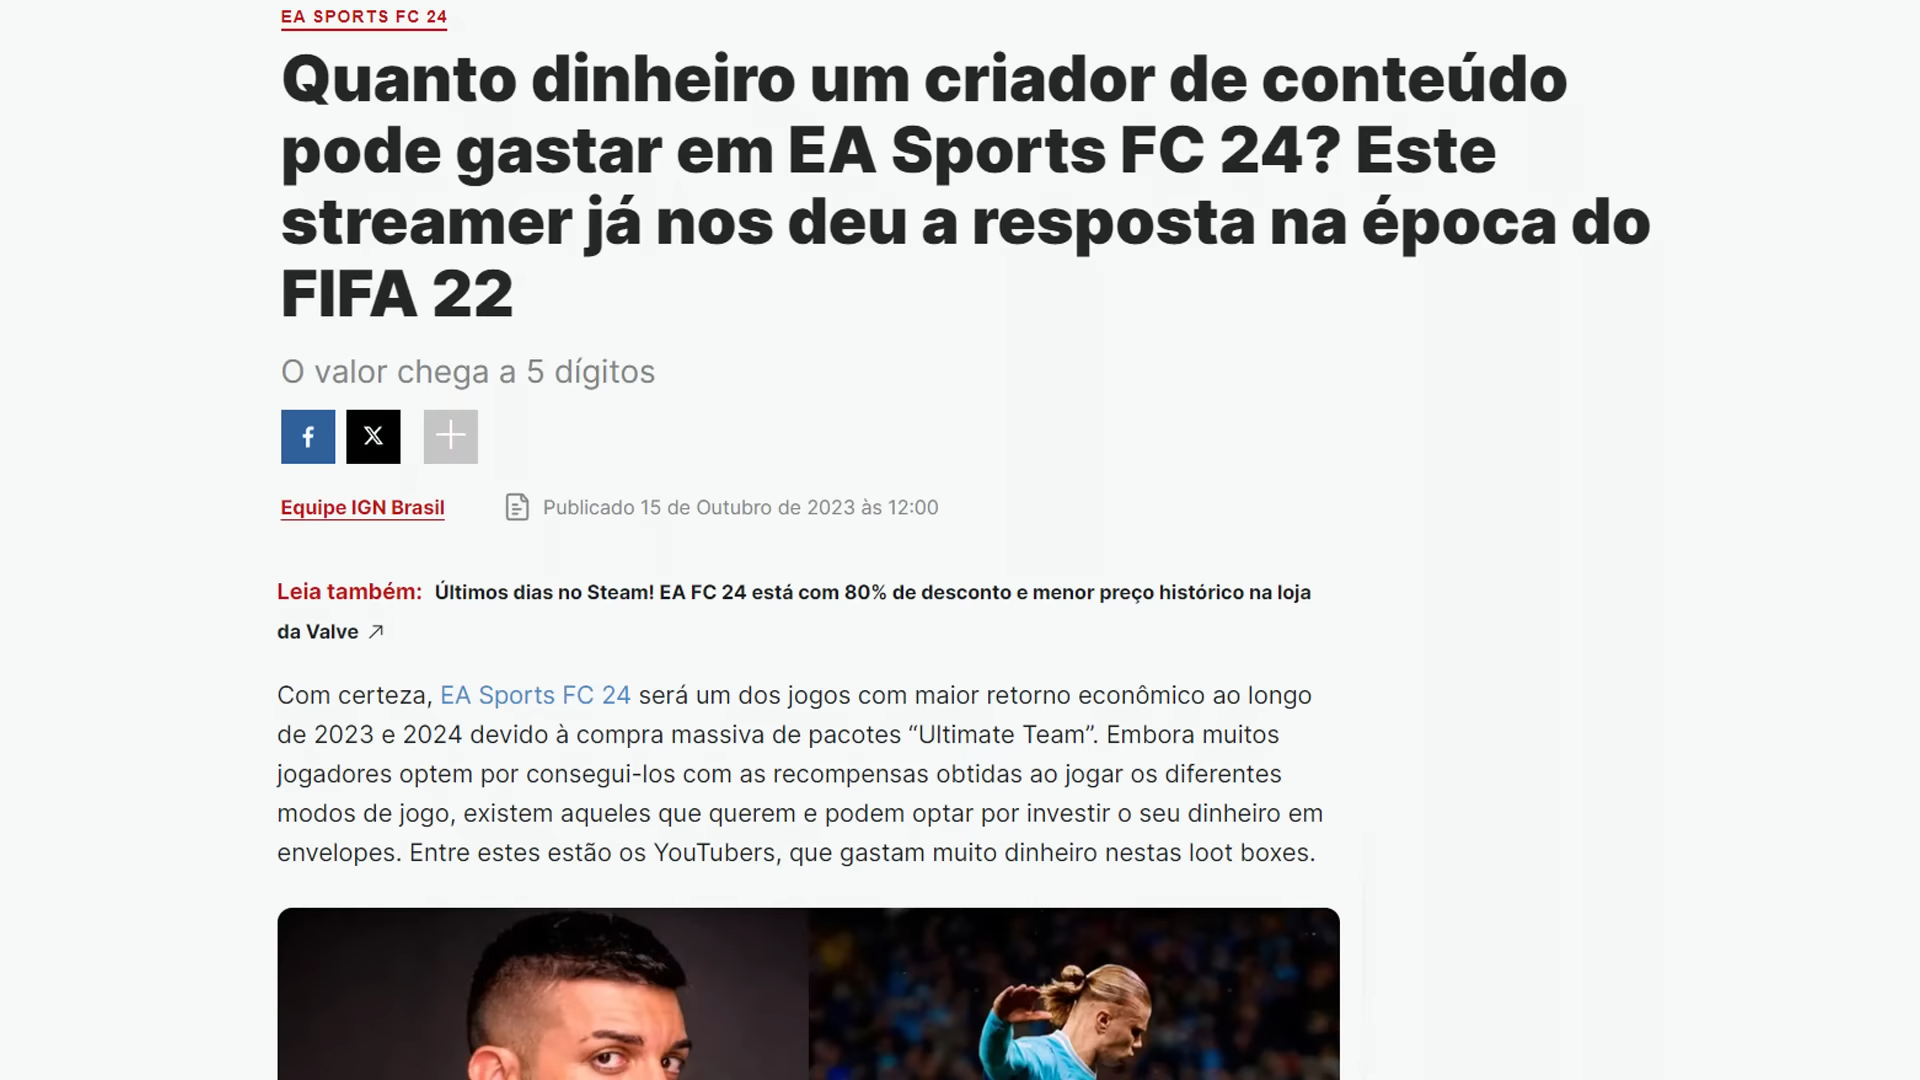 EA SPORTS FC 24
Quanto dinheiro um criador de conteúdo
pode gastar em EA Sports FC 24? Este
streamer já nos deu a resposta na época do
FIFA 22
O valor chega a 5 dígitos
Equipe IGN Brasil
Publicado 15 de Outubro de 2023 às 12:00
Leia também: Últimos dias no Steam! EA FC 24 está com 80% de desconto e menor preço histórico na loja
da Valve
Com certeza, EA Sports FC 24 será um dos jogos com maior retorno econômico ao longo
de 2023 e 2024 devido à compra massiva de pacotes “Ultimate Team”. Embora muitos
jogadores optem por consegui-los com as recompensas obtidas ao jogar os diferentes
modos de jogo, existem aqueles que querem e podem optar por investir o seu dinheiro em
envelopes. Entre estes estão os YouTubers, que gastam muito dinheiro nestas loot boxes.